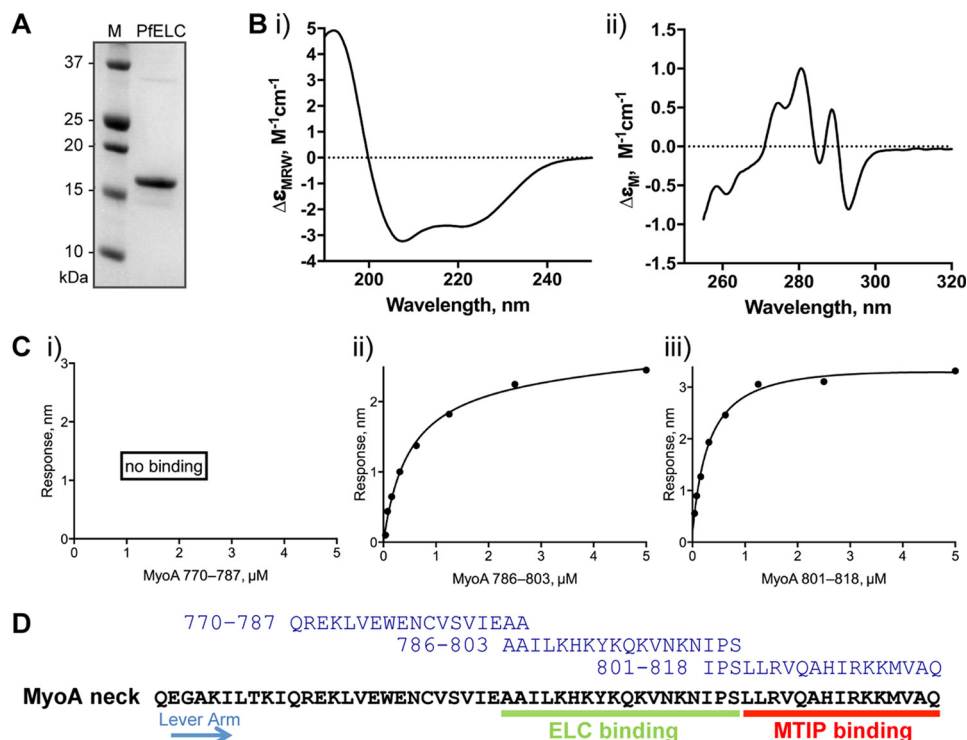 A
M PfELC
37
25
20
15
10
kDa
B i)
Δε_MRW, M⁻¹cm⁻¹
5
4
3
2
1
0
-1
-2
-3
-4
200 220 240
Wavelength, nm
ii)
Δε_M, M⁻¹cm⁻¹
1.5
1.0
0.5
0.0
-0.5
-1.0
-1.5
260 280 300 320
Wavelength, nm
C i)
Response, nm
3
2
1
0
no binding
0 1 2 3 4 5
MyoA 770–787, µM
ii)
Response, nm
2
1
0
0 1 2 3 4 5
MyoA 786–803, µM
iii)
Response, nm
3
2
1
0
0 1 2 3 4 5
MyoA 801–818, µM
D
770–787 QREKLVEWENCVSVIEAA
786–803 AAILKHKYKQKVNKNIPS
801–818 IPSLLRVQAHIRKKMVAQ
MyoA neck QEGAKILTKIQREKLVEWENCVSVIEAAILKHKYKQKVNKNIPSLLRVQAHIRKKMVAQ
Lever Arm
ELC binding MTIP binding